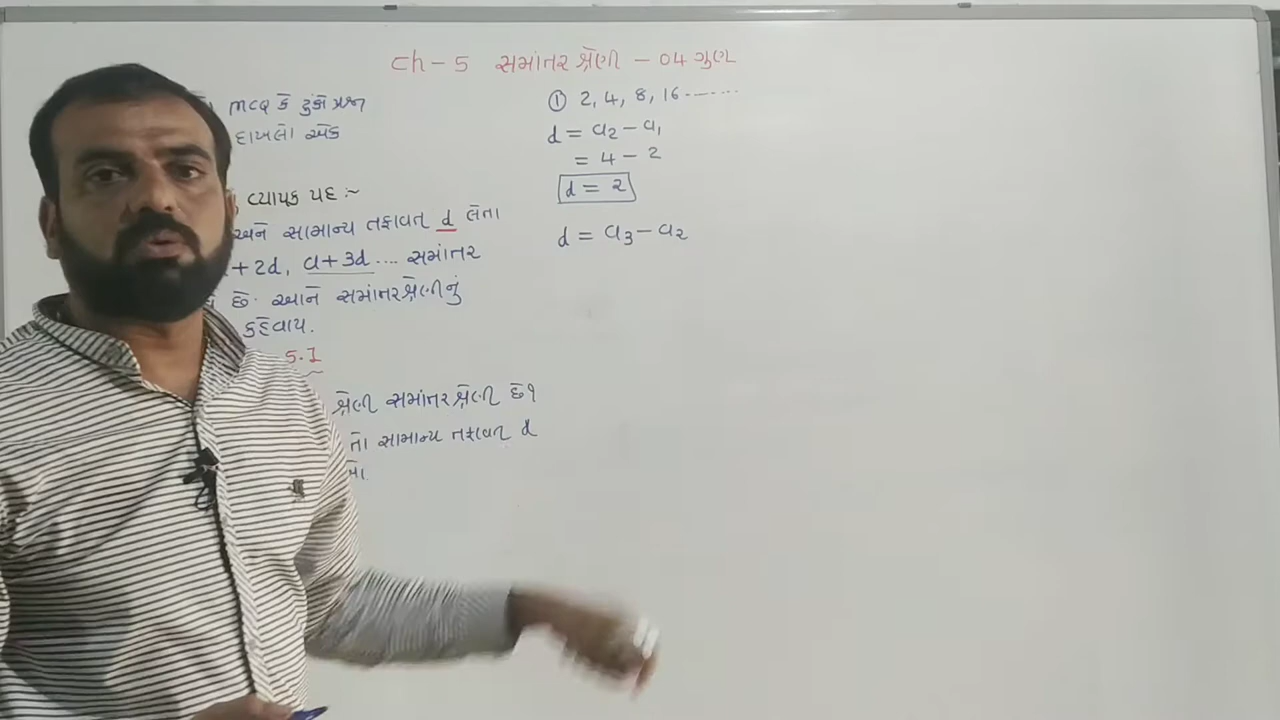 Ch - 5 સમાંતર શ્રેણી - 04 ગુણ
MCQ કે ટુંકો પ્રશ્ન
દાખલો એક
વ્યાપક પદ :~
અને સામાન્ય તફાવત d લેતા
+ 2d, a + 3d .... સમાંતર
છે. આને સમાંતર શ્રેણીનું
કહેવાય.
5.1
શ્રેણી સમાંતર શ્રેણી છે?
તો સામાન્ય તફાવત d
① 2, 4, 8, 16 .......
d = a₂ - a₁
= 4 - 2
d = 2
d = a₃ - a₂